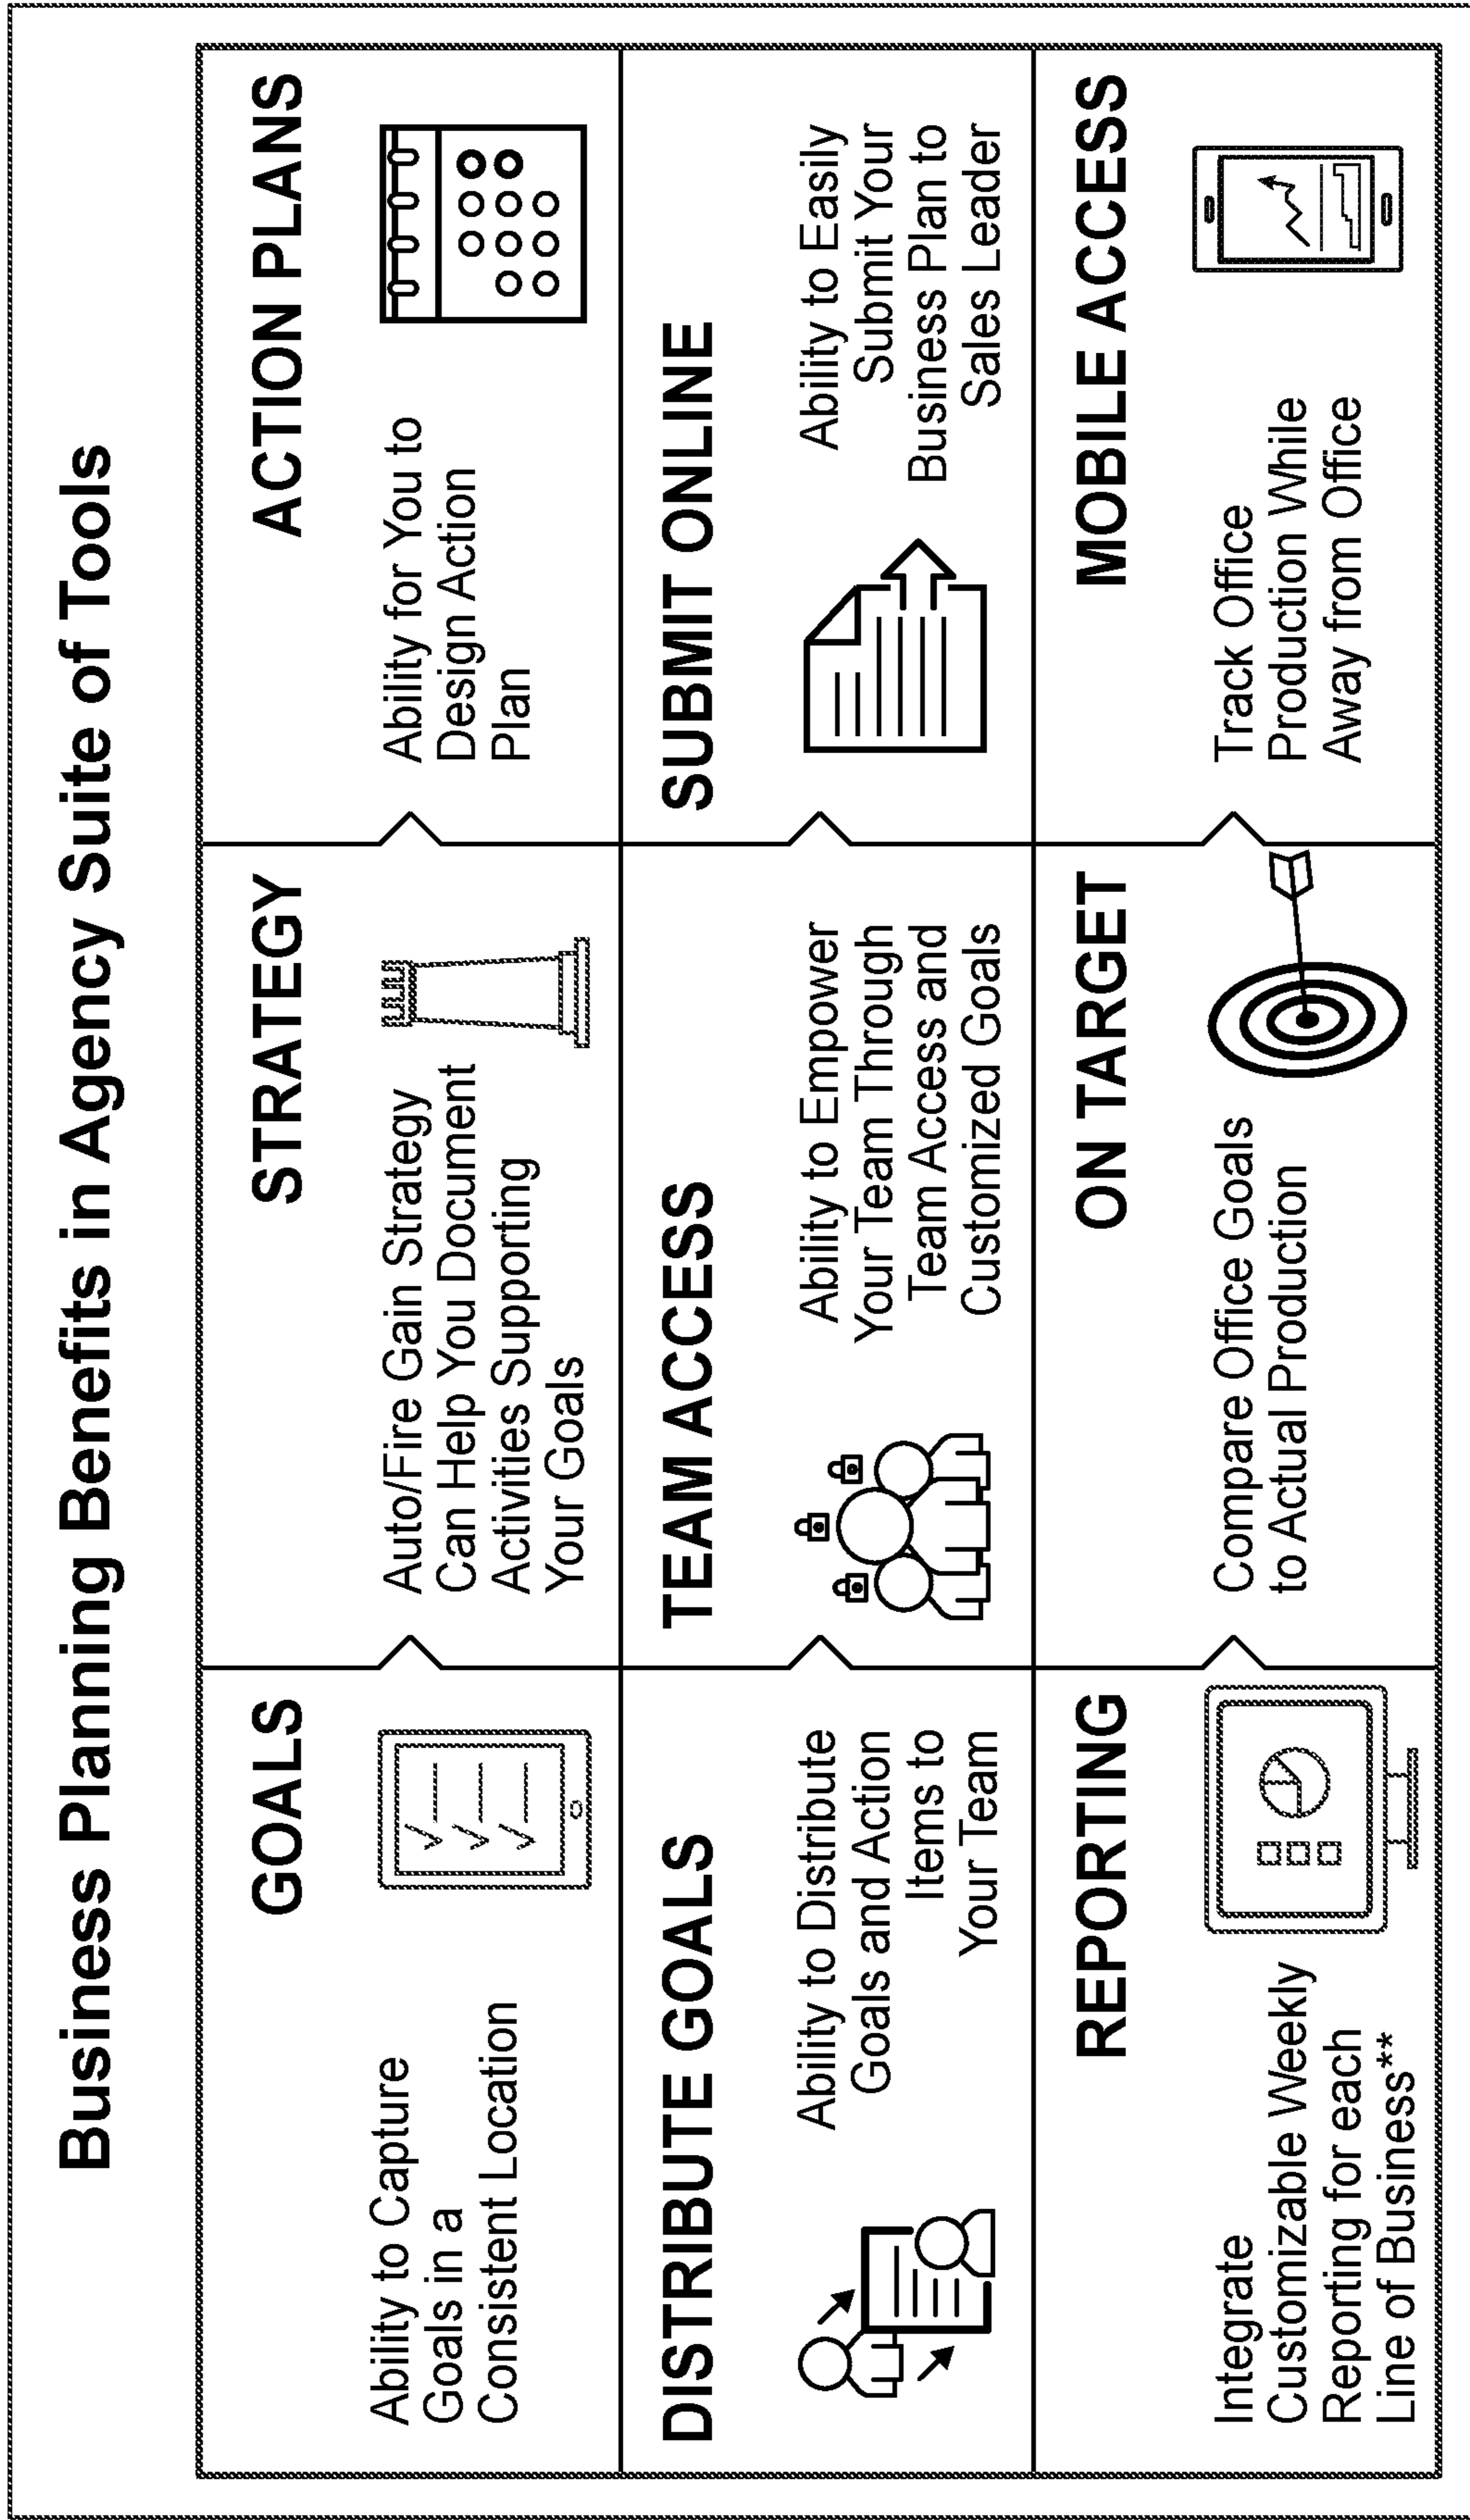 Business Planning Benefits in Agency Suite of Tools
GOALS
Ability to Capture
Goals in a
Consistent Location
STRATEGY
Auto/Fire Gain Strategy
Can Help You Document
Activities Supporting
Your Goals
ACTION PLANS
Ability for You to
Design Action
Plan
DISTRIBUTE GOALS
Ability to Distribute
Goals and Action
Items to
Your Team
TEAM ACCESS
Ability to Empower
Your Team Through
Team Access and
Customized Goals
SUBMIT ONLINE
Ability to Easily
Submit Your
Business Plan to
Sales Leader
REPORTING
Integrate
Customizable Weekly
Reporting for each
Line of Business**
ON TARGET
Compare Office Goals
to Actual Production
MOBILE ACCESS
Track Office
Production While
Away from Office